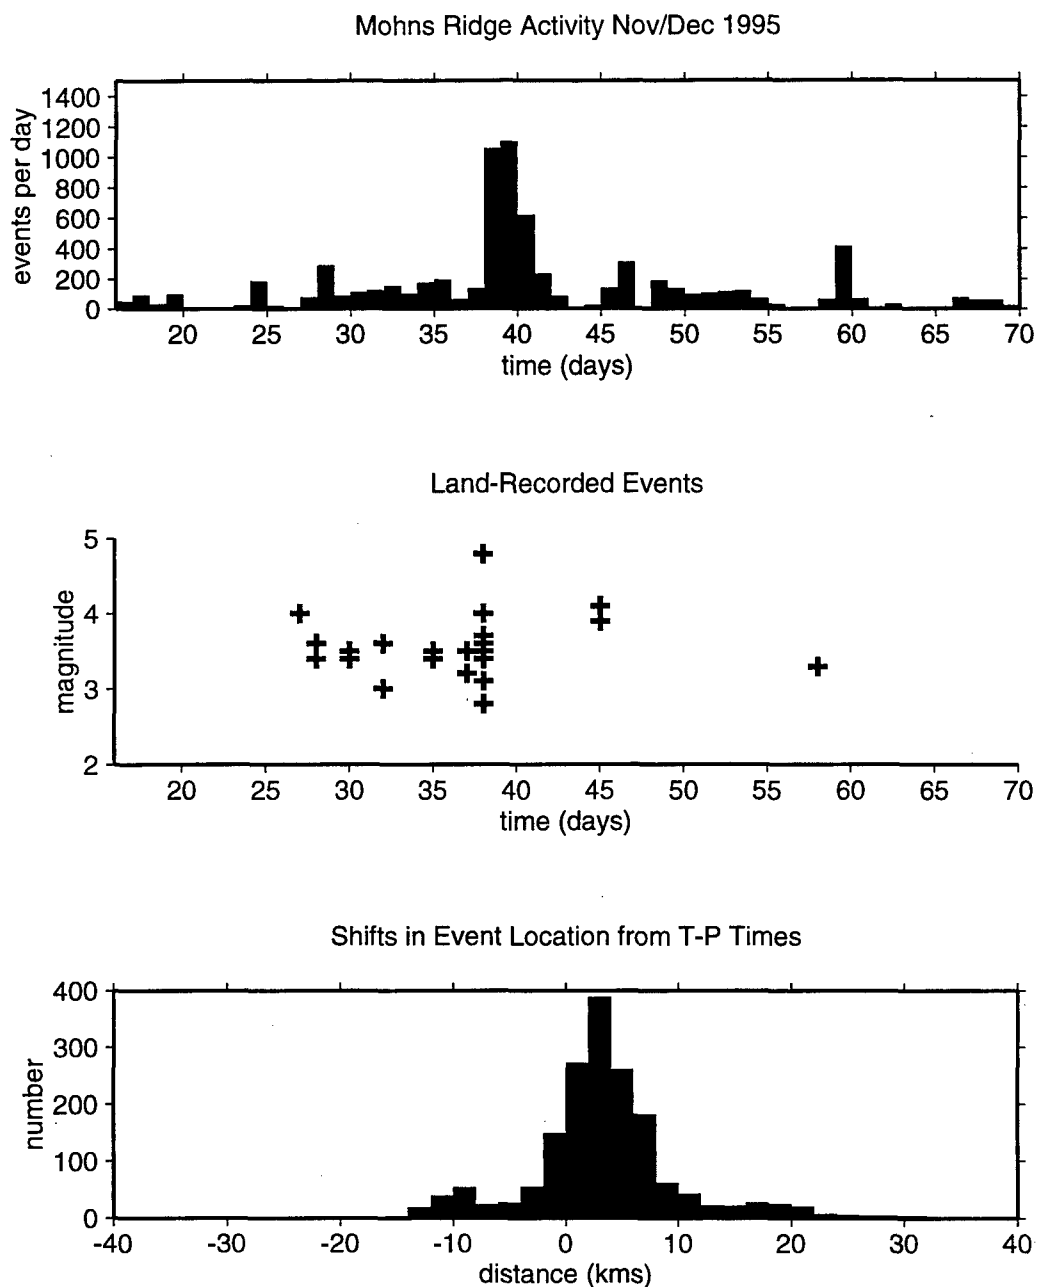 Mohns Ridge Activity Nov/Dec 1995
events per day
1400
1200
1000
800
600
400
200
0
20 25 30 35 40 45 50 55 60 65 70
time (days)
Land-Recorded Events
magnitude
5
4
3
2
20 25 30 35 40 45 50 55 60 65 70
time (days)
Shifts in Event Location from T-P Times
number
400
300
200
100
0
-40 -30 -20 -10 0 10 20 30 40
distance (kms)